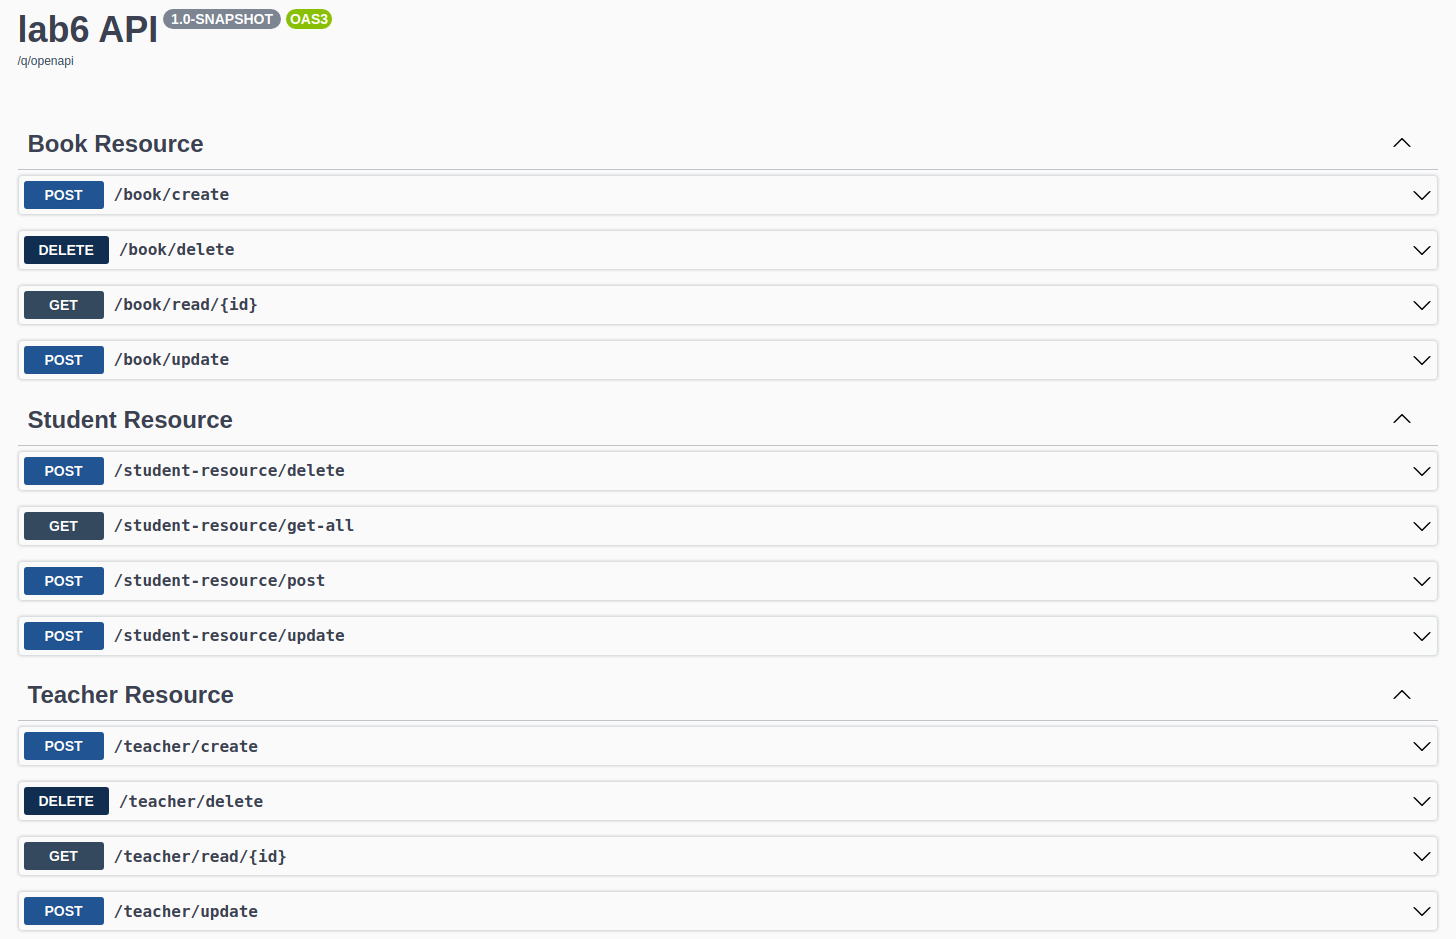 lab6 API 1.0-SNAPSHOT OAS3
/q/openapi
Book Resource
POST /book/create
DELETE /book/delete
GET /book/read/{id}
POST /book/update
Student Resource
POST /student-resource/delete
GET /student-resource/get-all
POST /student-resource/post
POST /student-resource/update
Teacher Resource
POST /teacher/create
DELETE /teacher/delete
GET /teacher/read/{id}
POST /teacher/update